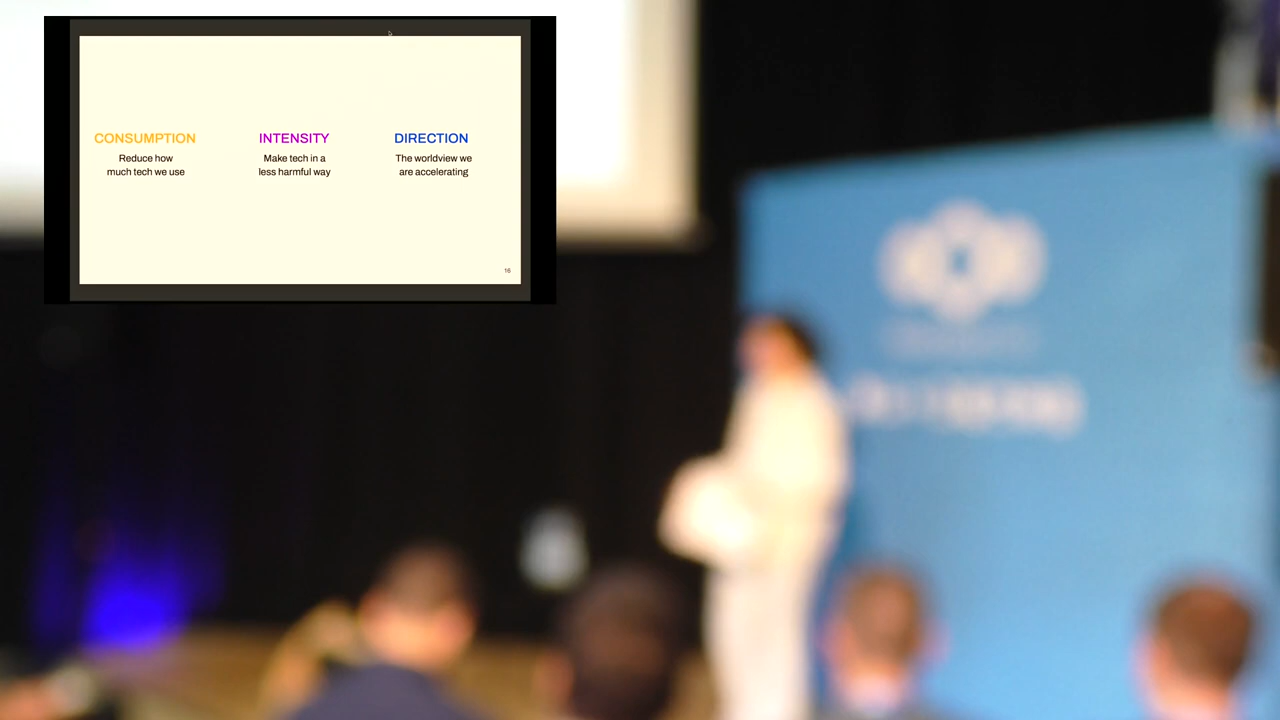 CONSUMPTION
Reduce how
much tech we use
INTENSITY
Make tech in a
less harmful way
DIRECTION
The worldview we
are accelerating
16